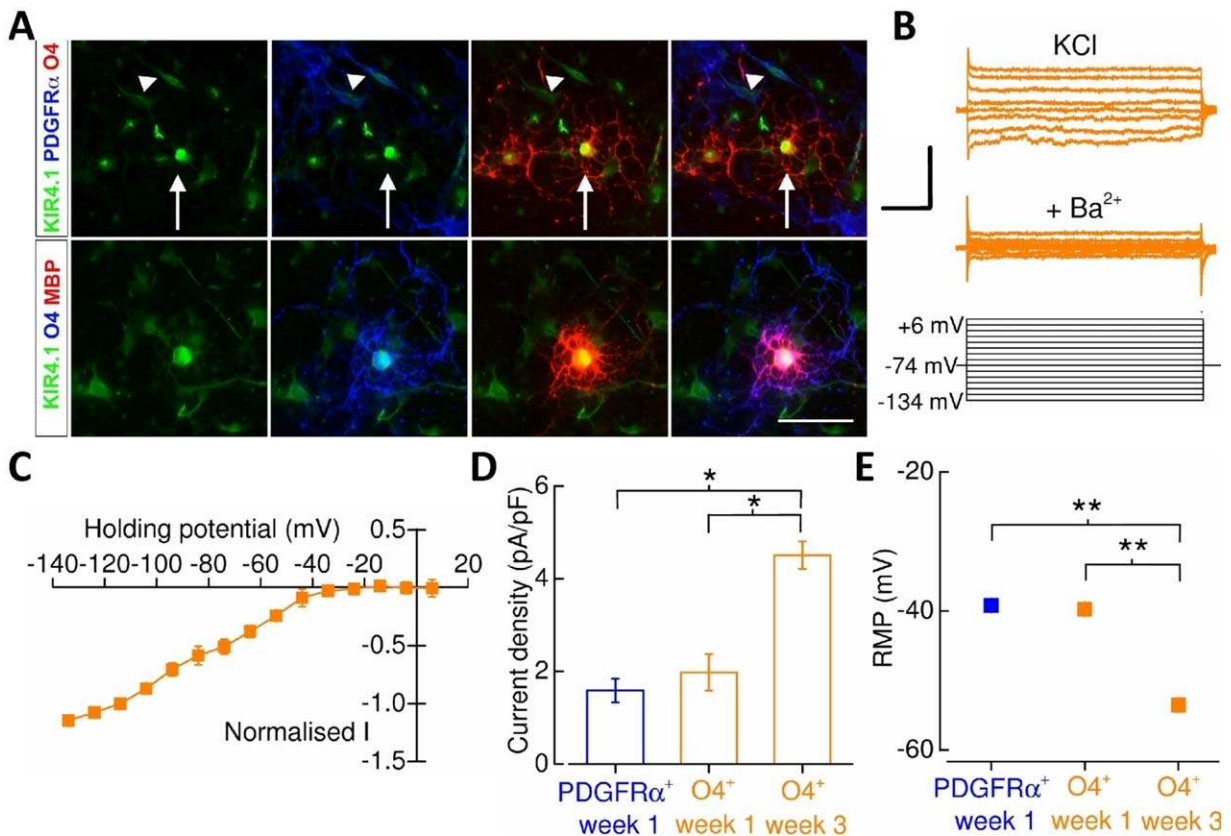 A
KIR4.1 PDGFRα O4
KIR4.1 O4 MBP
B
KCl
+ Ba²⁺
+6 mV
-74 mV
-134 mV
C
Holding potential (mV)
-140 -120 -100 -80 -60 -40 20
0.5
-0.5
-1.0
-1.5
Normalised I
D
Current density (pA/pF)
6
4
2
0
* *
PDGFRα⁺ O4⁺ O4⁺
week 1 week 1 week 3
E
RMP (mV)
-20
-40
-60
** **
PDGFRα⁺ O4⁺ O4⁺
week 1 week 1 week 3